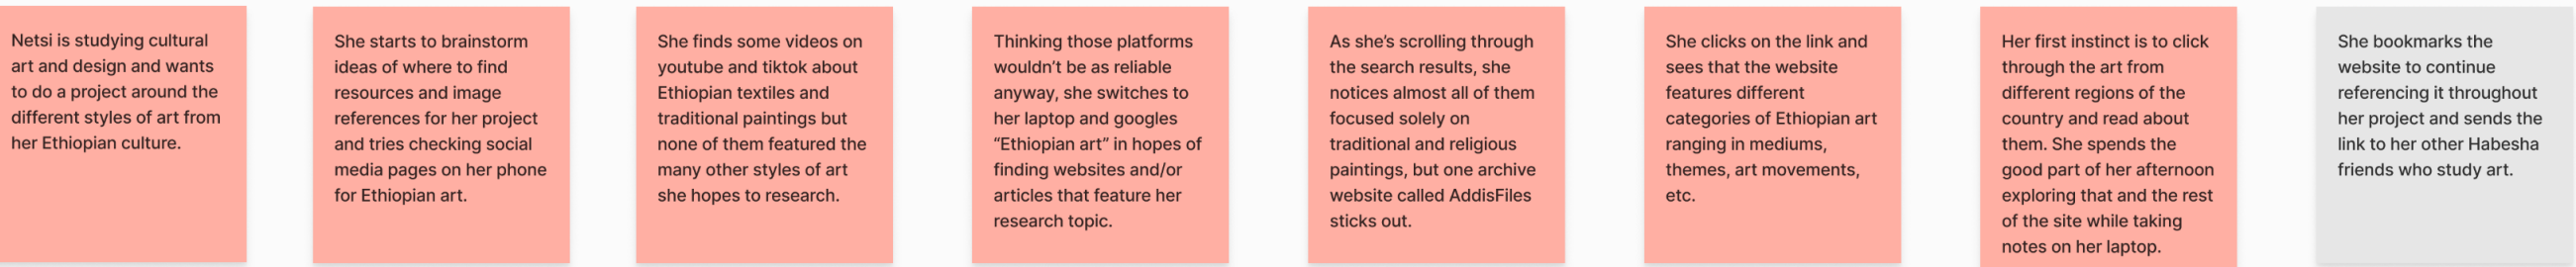 Netsi is studying cultural
art and design and wants
to do a project around the
different styles of art from
her Ethiopian culture.
She starts to brainstorm
ideas of where to find
resources and image
references for her project
and tries checking social
media pages on her phone
for Ethiopian art.
She finds some videos on
youtube and tiktok about
Ethiopian textiles and
traditional paintings but
none of them featured the
many other styles of art
she hopes to research.
Thinking those platforms
wouldn’t be as reliable
anyway, she switches to
her laptop and googles
“Ethiopian art” in hopes of
finding websites and/or
articles that feature her
research topic.
As she’s scrolling through
the search results, she
notices almost all of them
focused solely on
traditional and religious
paintings, but one archive
website called AddisFiles
sticks out.
She clicks on the link and
sees that the website
features different
categories of Ethiopian art
ranging in mediums,
themes, art movements,
etc.
Her first instinct is to click
through the art from
different regions of the
country and read about
them. She spends the
good part of her afternoon
exploring that and the rest
of the site while taking
notes on her laptop.
She bookmarks the
website to continue
referencing it throughout
her project and sends the
link to her other Habesha
friends who study art.